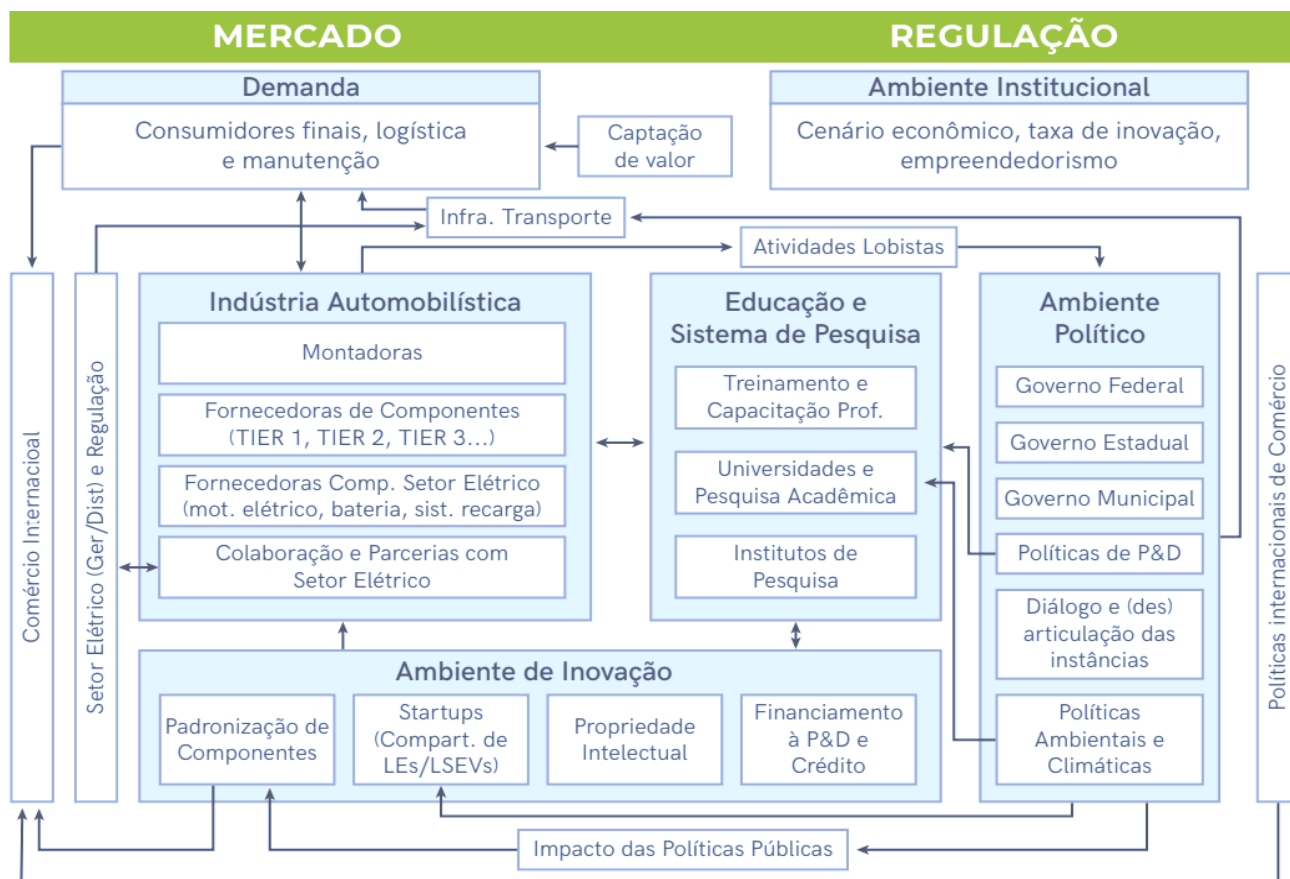 MERCADO
REGULAÇÃO
Demanda
Consumidores finais, logística
e manutenção
Captação
de valor
Ambiente Institucional
Cenário econômico, taxa de inovação,
empreendedorismo
Infra. Transporte
Atividades Lobistas
Comércio Internacioal
Setor Elétrico (Ger/Dist) e Regulação
Indústria Automobilística
Montadoras
Fornecedoras de Componentes
(TIER 1, TIER 2, TIER 3...)
Fornecedoras Comp. Setor Elétrico
(mot. elétrico, bateria, sist. recarga)
Colaboração e Parcerias com
Setor Elétrico
Educação e
Sistema de Pesquisa
Treinamento e
Capacitação Prof.
Universidades e
Pesquisa Acadêmica
Institutos de
Pesquisa
Ambiente
Político
Governo Federal
Governo Estadual
Governo Municipal
Políticas de P&D
Diálogo e (des)
articulação das
instâncias
Políticas
Ambientais e
Climáticas
Políticas internacionais de Comércio
Ambiente de Inovação
Padronização de
Componentes
Startups
(Compart. de
LEs/LSEVs)
Propriedade
Intelectual
Financiamento
à P&D e
Crédito
Impacto das Políticas Públicas